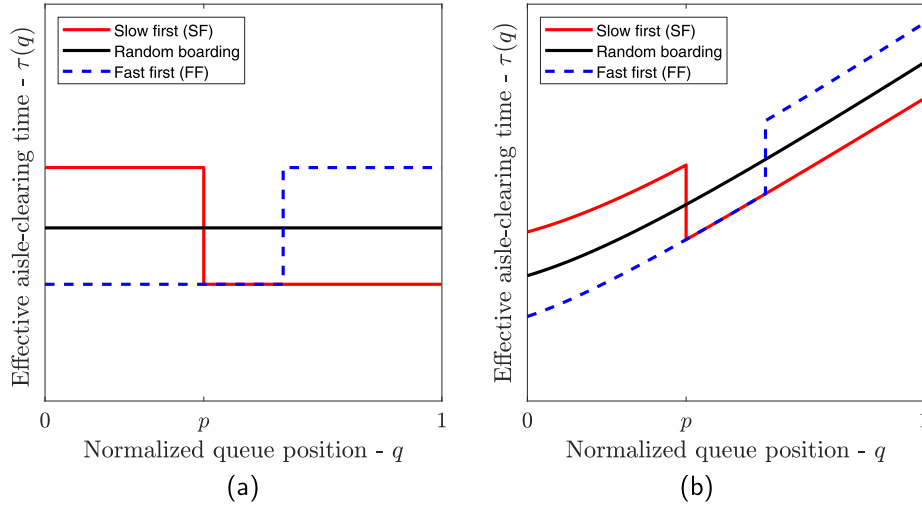 Effective aisle-clearing time - τ(q)
Slow first (SF)
Random boarding
Fast first (FF)
0
p
1
Normalized queue position - q
(a)
Effective aisle-clearing time - τ(q)
Slow first (SF)
Random boarding
Fast first (FF)
0
p
1
Normalized queue position - q
(b)